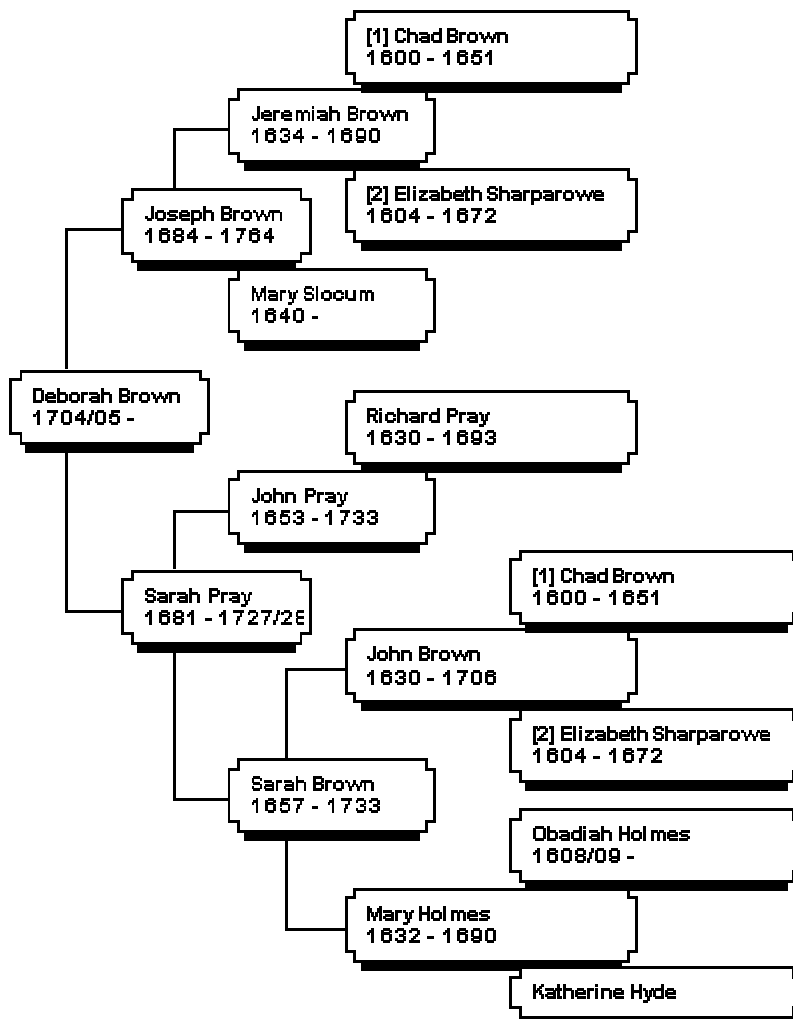 [1] Chad Brown
1600 - 1651
Jeremiah Brown
1634 - 1690
[2] Elizabeth Sharparowe
1604 - 1672
Joseph Brown
1684 - 1764
Mary Slocum
1640 -
Deborah Brown
1704/05 -
Richard Pray
1630 - 1693
John Pray
1653 - 1733
[1] Chad Brown
1600 - 1651
Sarah Pray
1681 - 1727/28
John Brown
1630 - 1706
[2] Elizabeth Sharparowe
1604 - 1672
Sarah Brown
1657 - 1733
Obadiah Holmes
1608/09 -
Mary Holmes
1632 - 1690
Katherine Hyde